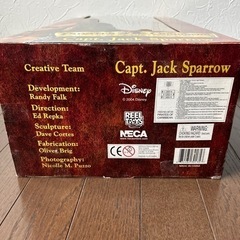 Creative Team
Development:
Randy Falk
Direction:
Ed Repka
Sculpture:
Dave Cortes
Fabrication:
Oliver Brig
Photography:
Nicolle M. Puzzo
Capt. Jack Sparrow
Disney
© 2004 Disney
REEL
TOYS
NECA